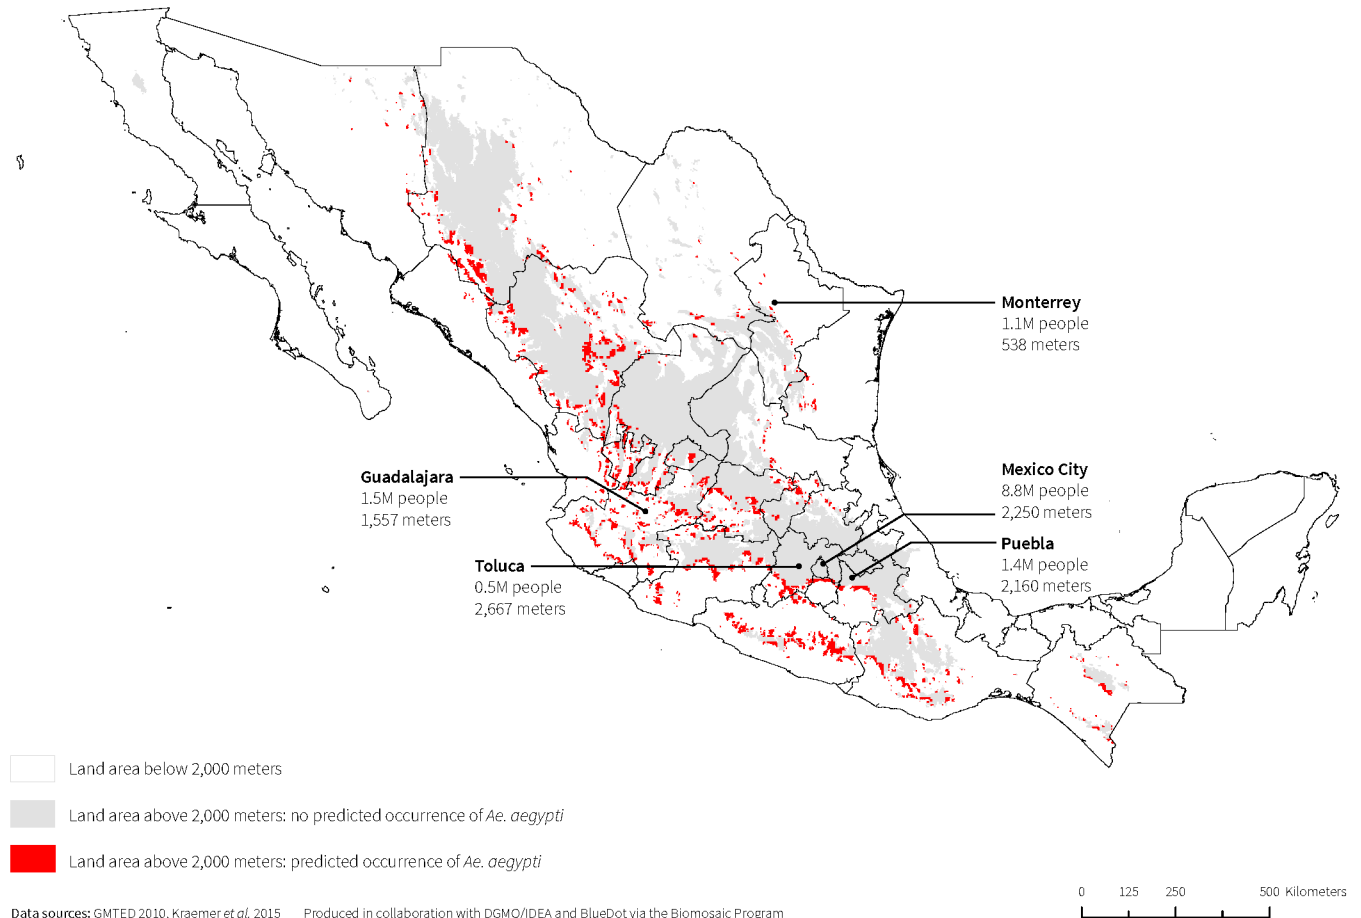 Monterrey
1.1M people
538 meters
Guadalajara
1.5M people
1,557 meters
Mexico City
8.8M people
2,250 meters
Puebla
1.4M people
2,160 meters
Toluca
0.5M people
2,667 meters
Land area below 2,000 meters
Land area above 2,000 meters: no predicted occurrence of Ae. aegypti
Land area above 2,000 meters: predicted occurrence of Ae. aegypti
0 125 250 500 Kilometers
Data sources: GMTED 2010, Kraemer et al. 2015 Produced in collaboration with DGMO/IDEA and BlueDot via the Biomosaic Program